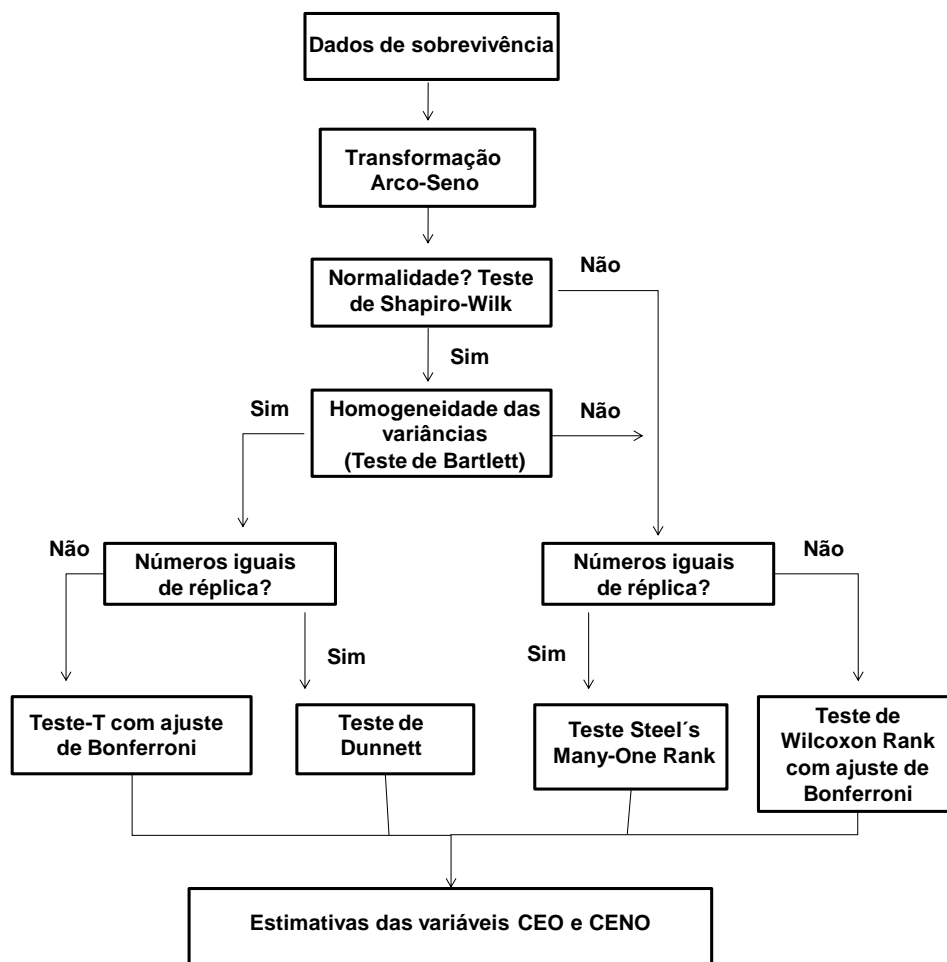 Dados de sobrevivência
Transformação
Arco-Seno
Normalidade? Teste
de Shapiro-Wilk
Não
Sim
Sim
Homogeneidade das
variâncias
(Teste de Bartlett)
Não
Não
Números iguais
de réplica?
Números iguais
de réplica?
Não
Sim
Sim
Teste-T com ajuste
de Bonferroni
Teste de
Dunnett
Teste Steel´s
Many-One Rank
Teste de
Wilcoxon Rank
com ajuste de
Bonferroni
Estimativas das variáveis CEO e CENO